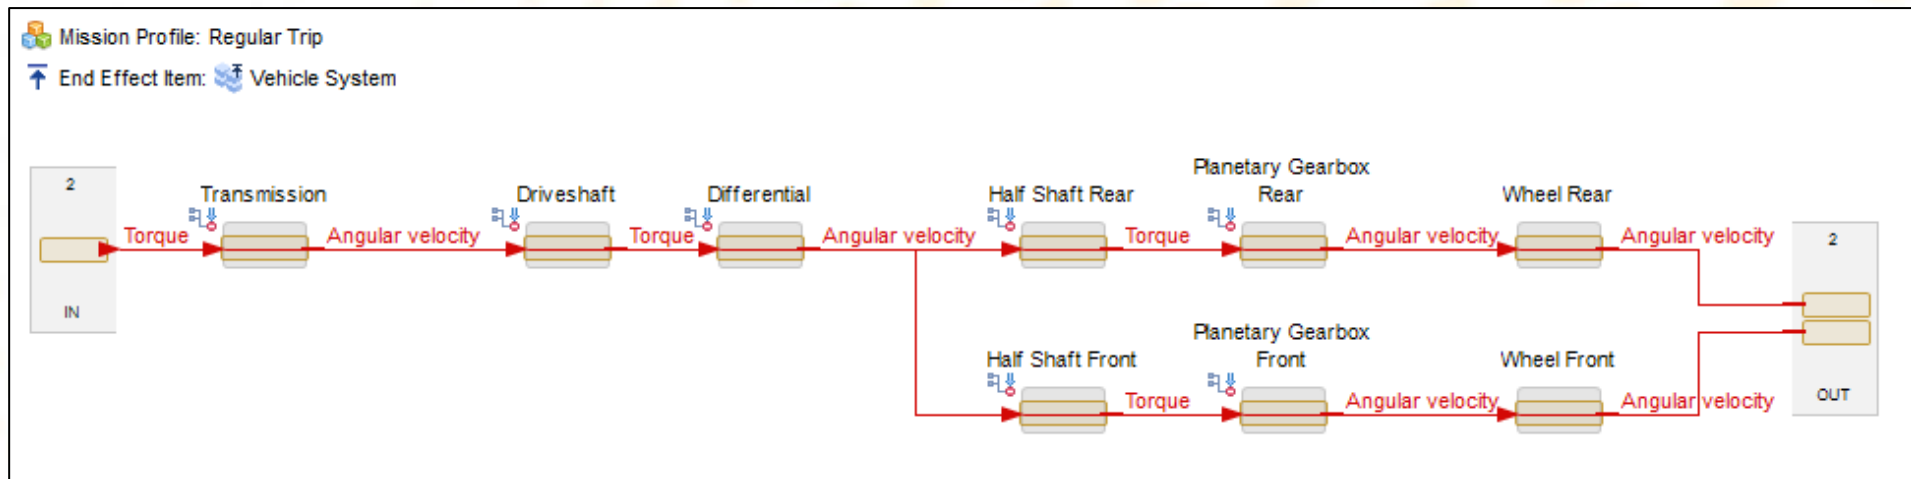 Mission Profile: Regular Trip
End Effect Item: Vehicle System
2
IN
Torque
Transmission
Angular velocity
Driveshaft
Torque
Differential
Angular velocity
Half Shaft Rear
Torque
Planetary Gearbox
Rear
Angular velocity
Wheel Rear
Angular velocity
Half Shaft Front
Torque
Planetary Gearbox
Front
Angular velocity
Wheel Front
Angular velocity
2
OUT